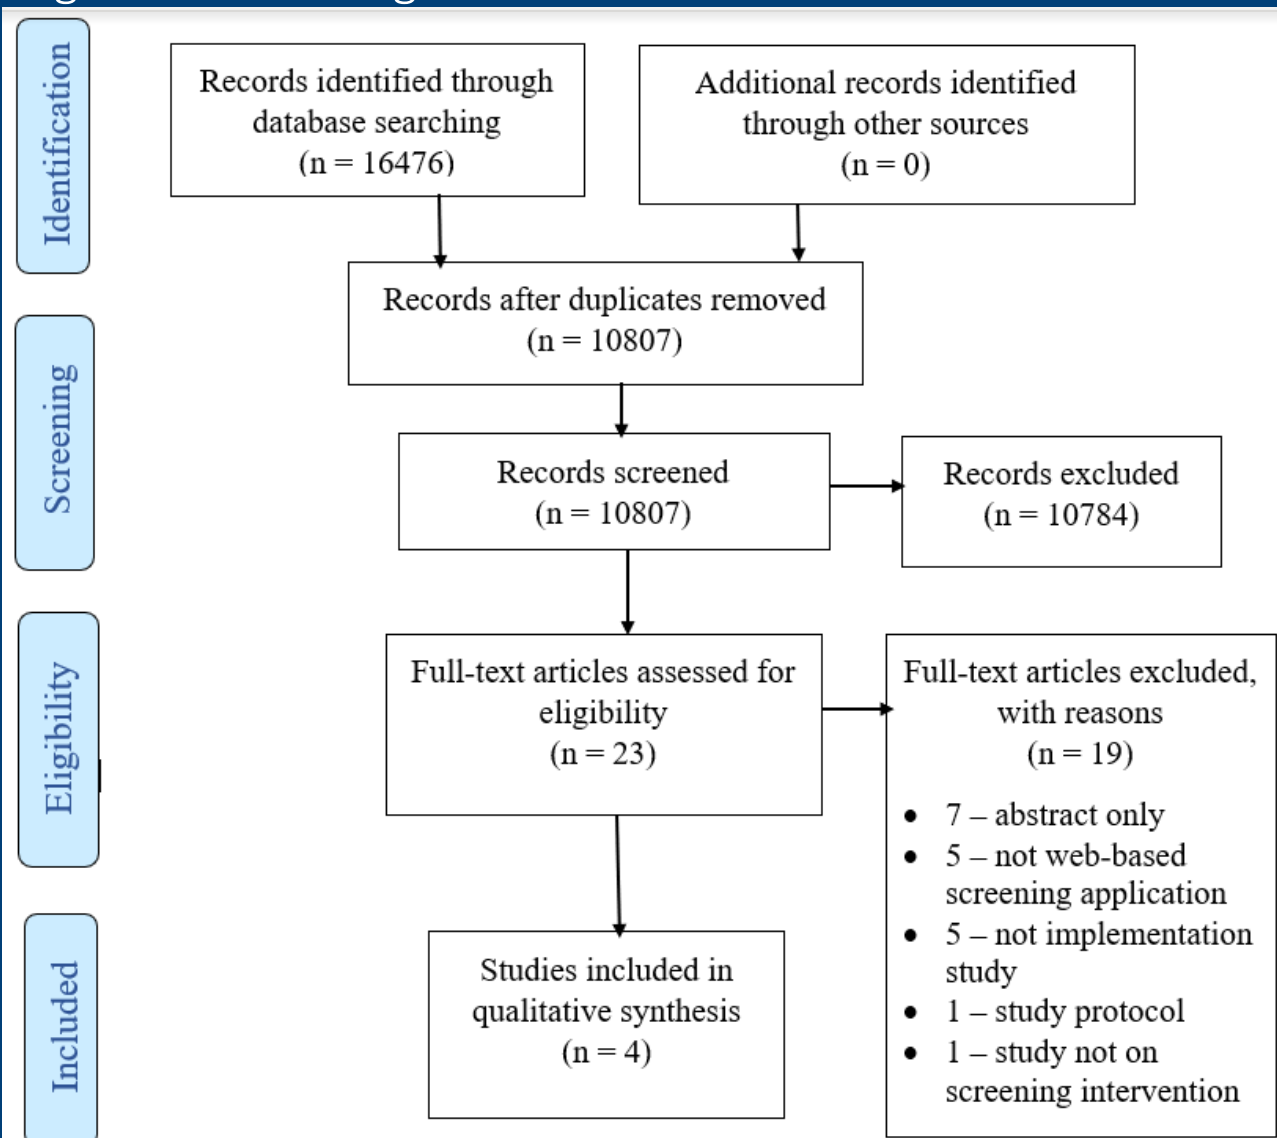 Identification
Records identified through
database searching
(n = 16476)
Additional records identified
through other sources
(n = 0)
Records after duplicates removed
(n = 10807)
Screening
Records screened
(n = 10807)
Records excluded
(n = 10784)
Eligibility
Full-text articles assessed for
eligibility
(n = 23)
Full-text articles excluded,
with reasons
(n = 19)
● 7 – abstract only
● 5 – not web-based
screening application
● 5 – not implementation
study
● 1 – study protocol
● 1 – study not on
screening intervention
Included
Studies included in
qualitative synthesis
(n = 4)